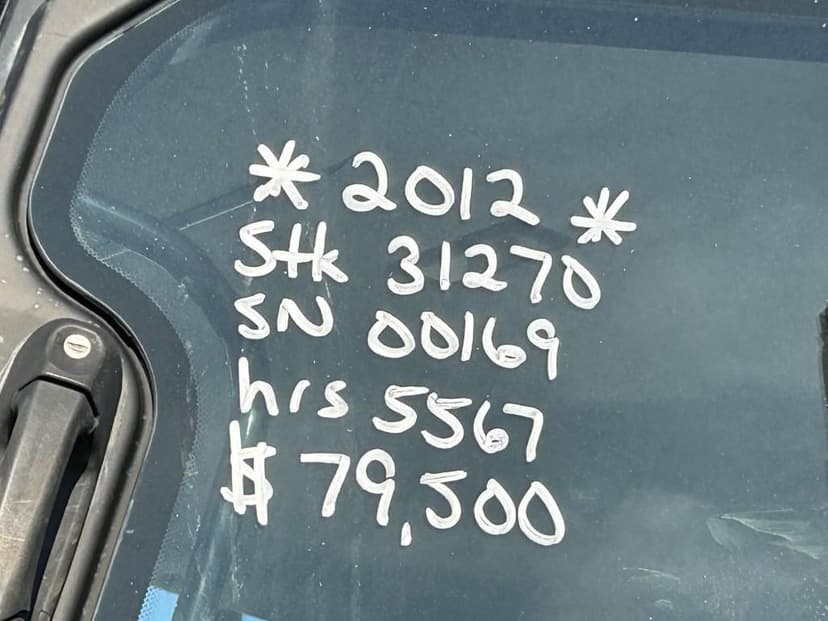 * 2012 *
Stk 31270
SN 00169
hrs 5567
$ 79,500